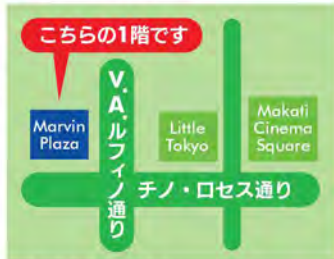 こちらの1階です
V.A.ルフィノ通り
Marvin
Plaza
Little
Tokyo
Makati
Cinema
Square
チノ・ロセス通り